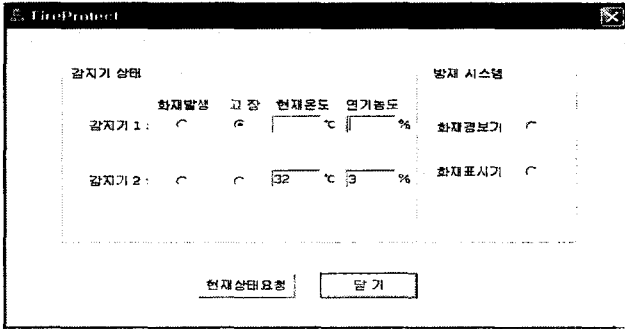 FireProtect
감지기 상태
방재 시스템
화재발생 고 장 현재온도 연기농도
감지기 1 : ℃ % 화재경보기
감지기 2 : 32 ℃ 3 % 화재표시기
현재상태요청 닫 기